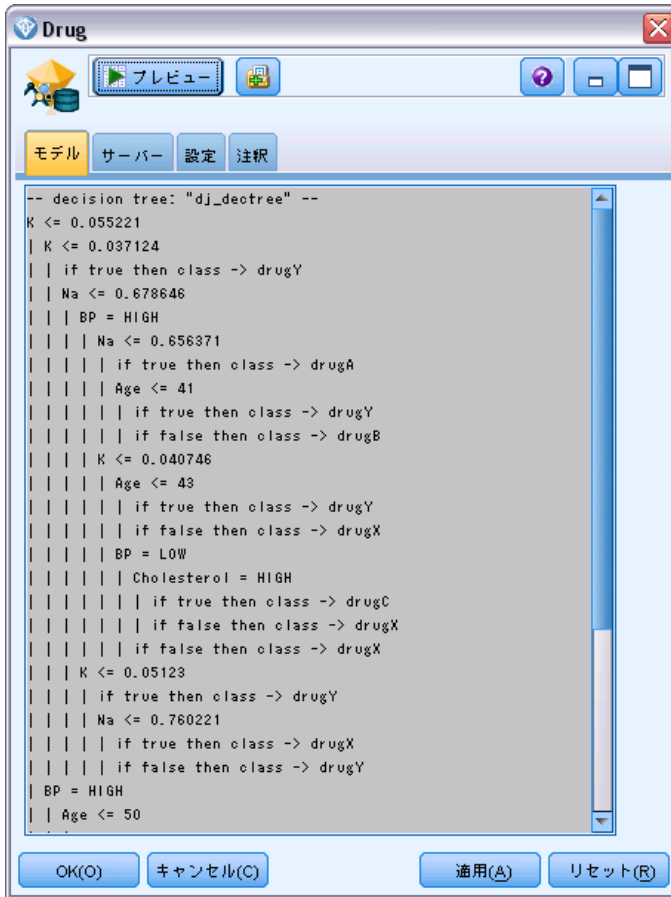 Drug
プレビュー
モデル サーバー 設定 注釈
-- decision tree: "dj_dectree" --
K <= 0.055221
| K <= 0.037124
| | if true then class -> drugY
| | Na <= 0.678646
| | | BP = HIGH
| | | | Na <= 0.656371
| | | | | if true then class -> drugA
| | | | | Age <= 41
| | | | | | if true then class -> drugY
| | | | | | if false then class -> drugB
| | | | K <= 0.040746
| | | | | Age <= 43
| | | | | | if true then class -> drugY
| | | | | | if false then class -> drugX
| | | | | BP = LOW
| | | | | | Cholesterol = HIGH
| | | | | | | if true then class -> drugC
| | | | | | | if false then class -> drugX
| | | | | | if false then class -> drugX
| | | K <= 0.05123
| | | | if true then class -> drugY
| | | | Na <= 0.760221
| | | | | if true then class -> drugX
| | | | | if false then class -> drugY
| BP = HIGH
| | Age <= 50
OK(O) キャンセル(C) 適用(A) リセット(R)